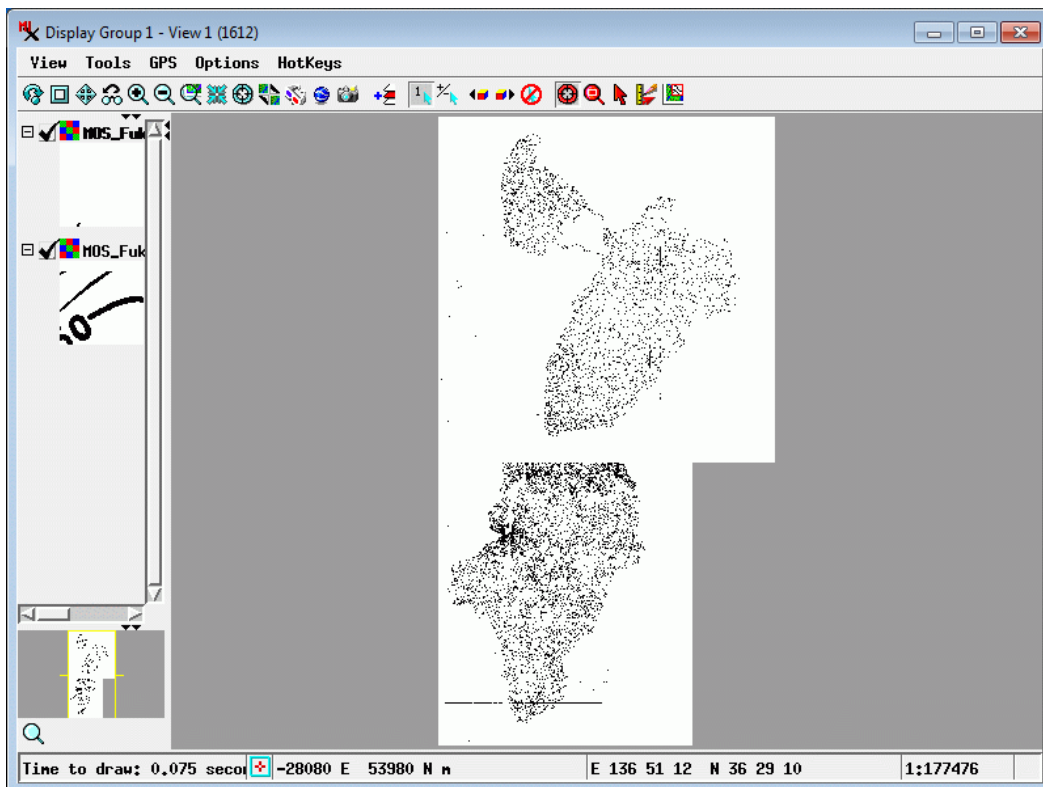 Display Group 1 - View 1 (1612)
View Tools GPS Options HotKeys
MOS_Fuk
MOS_Fuk
Time to draw: 0.075 secon
-28080 E 53980 N m
E 136 51 12 N 36 29 10
1:177476